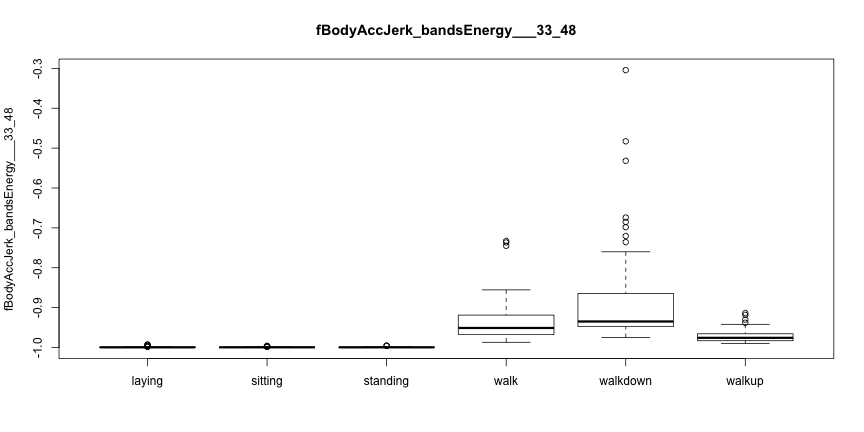 fBodyAccJerk_bandsEnergy___33_48
fBodyAccJerk_bandsEnergy___33_48
-0.3
-0.4
-0.5
-0.6
-0.7
-0.8
-0.9
-1.0
laying sitting standing walk walkdown walkup